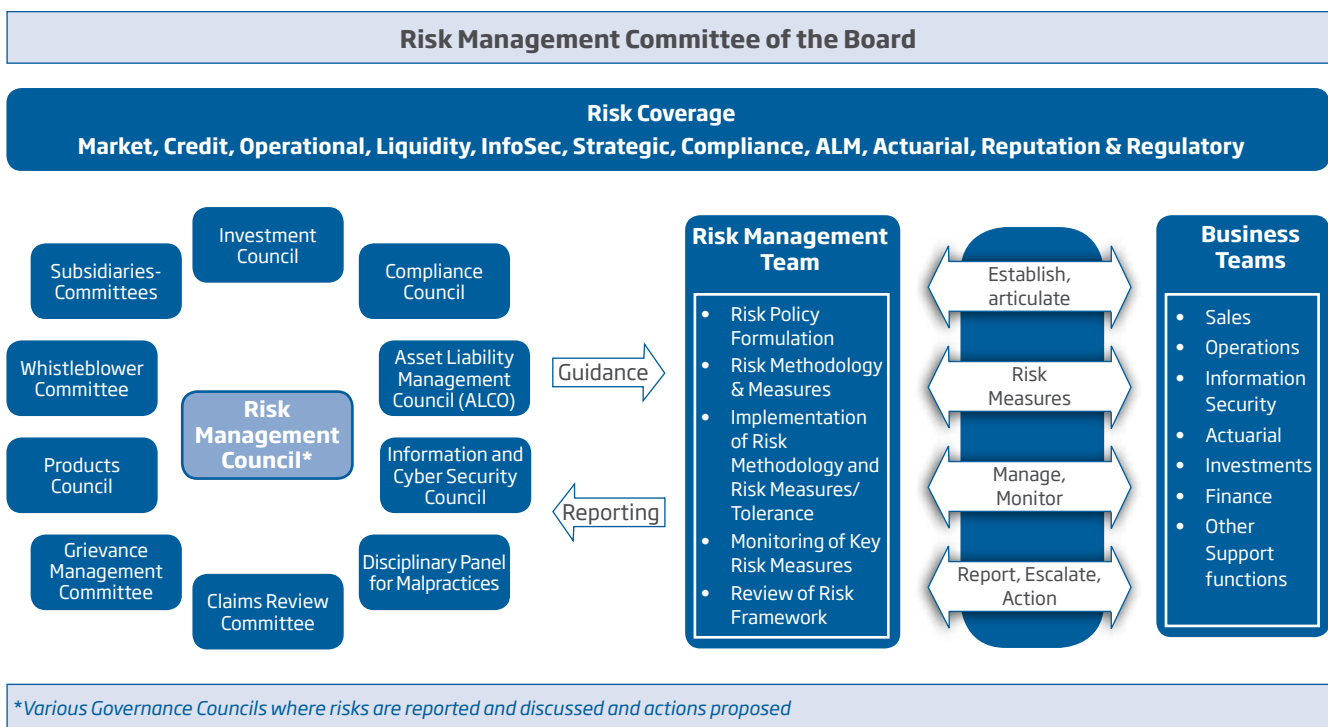 Risk Management Committee of the Board
Risk Coverage
Market, Credit, Operational, Liquidity, InfoSec, Strategic, Compliance, ALM, Actuarial, Reputation & Regulatory
Investment
Council
Subsidiaries-
Committees
Compliance
Council
Whistleblower
Committee
Asset Liability
Management
Council (ALCO)
Risk
Management
Council*
Products
Council
Information and
Cyber Security
Council
Grievance
Management
Committee
Disciplinary Panel
for Malpractices
Claims Review
Committee
Guidance
Reporting
Risk Management
Team
• Risk Policy
Formulation
• Risk Methodology
& Measures
• Implementation
of Risk
Methodology and
Risk Measures/
Tolerance
• Monitoring of Key
Risk Measures
• Review of Risk
Framework
Establish,
articulate
Risk
Measures
Manage,
Monitor
Report, Escalate,
Action
Business
Teams
• Sales
• Operations
• Information
Security
• Actuarial
• Investments
• Finance
• Other
Support
functions
*Various Governance Councils where risks are reported and discussed and actions proposed